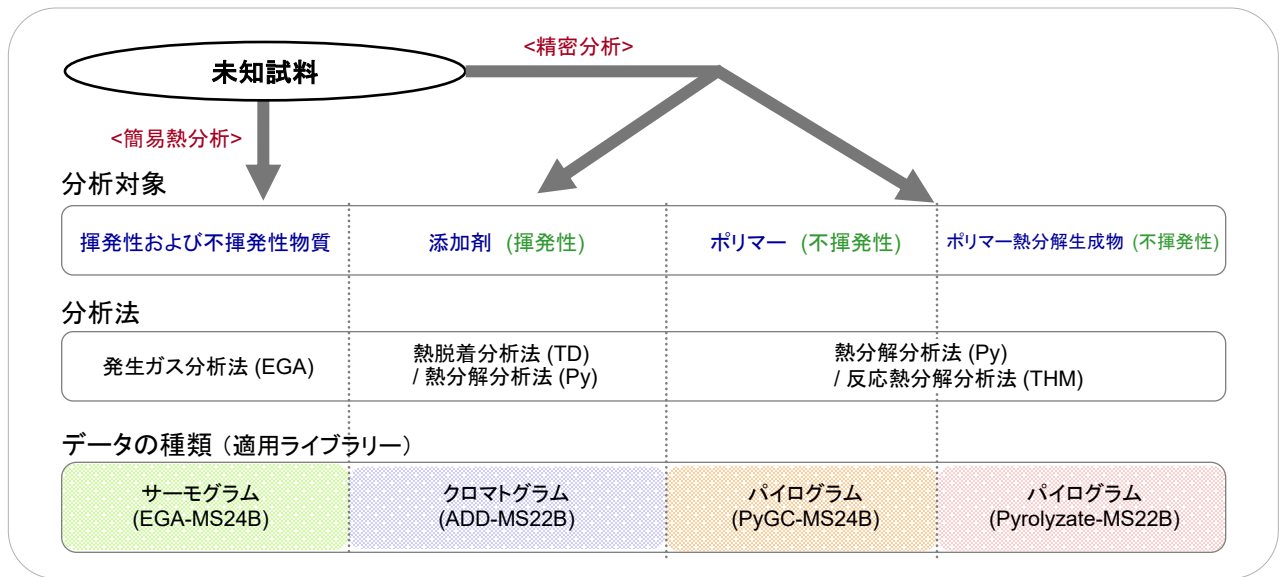 <精密分析>
未知試料
<簡易熱分析>
分析対象
揮発性および不揮発性物質
添加剤 (揮発性)
ポリマー (不揮発性)
ポリマー熱分解生成物 (不揮発性)
分析法
発生ガス分析法 (EGA)
熱脱着分析法 (TD)
/ 熱分解分析法 (Py)
熱分解分析法 (Py)
/ 反応熱分解分析法 (THM)
データの種類 (適用ライブラリー)
サーモグラム
(EGA-MS24B)
クロマトグラム
(ADD-MS22B)
パイログラム
(PyGC-MS24B)
パイログラム
(Pyrolyzate-MS22B)